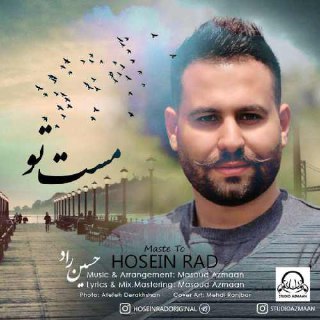 مست تو
Maste To
حسین راد
HOSEIN RAD
Music & Arrangement: Masoud Azmaan
Lyrics & Mix.Mastering: Masoud Azmaan
Photo: Atefeh Derakhshan Cover Art: Mehdi Ranjbar
HOSEINRADORIGINAL
STUDIOAZMAAN
STUDIO AZMAAN